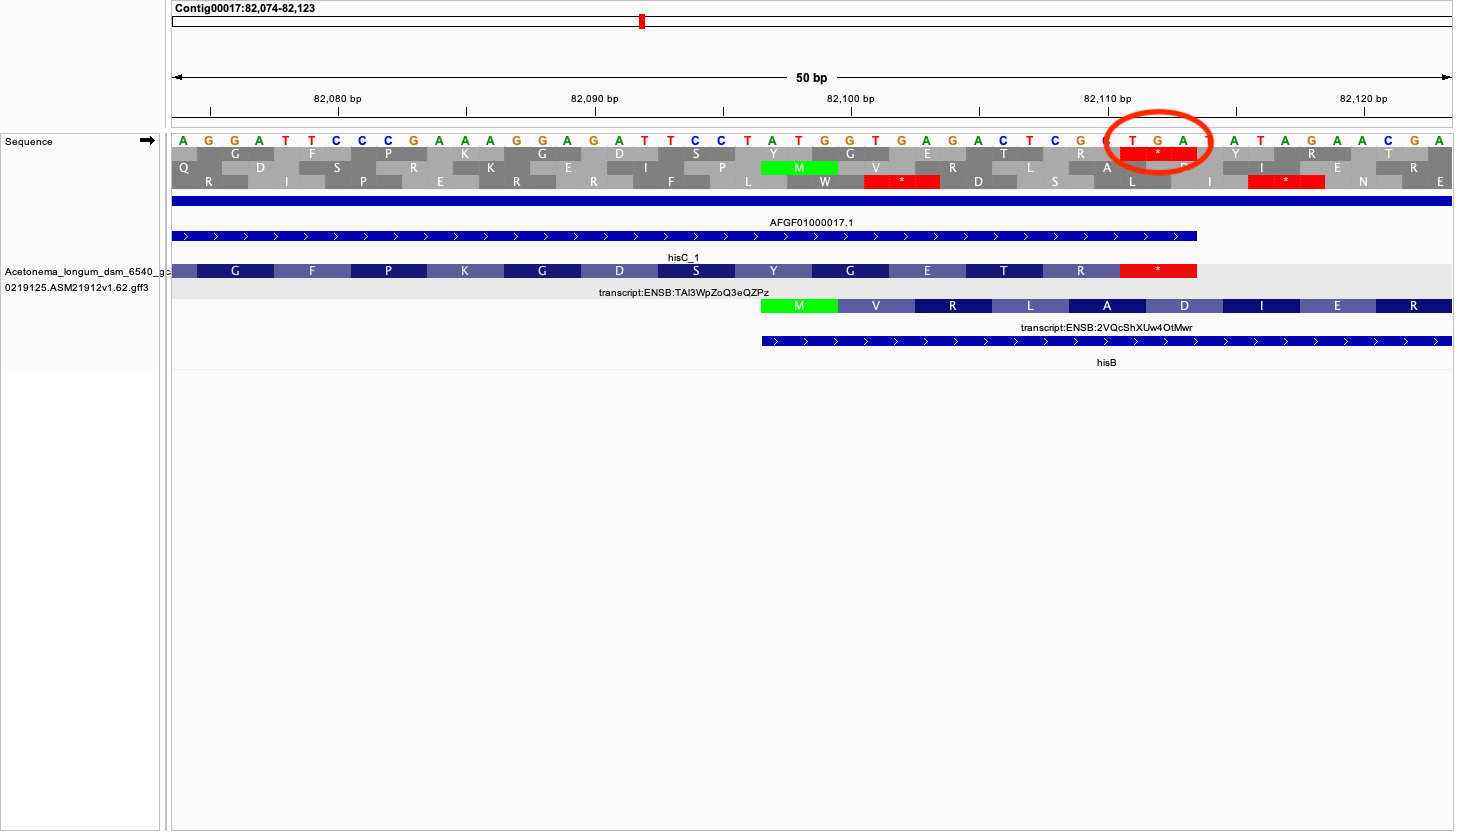 Contig00017:82,074-82,123
50 bp
82,080 bp 82,090 bp 82,100 bp 82,110 bp 82,120 bp
Sequence
A G G A T T C C C G A A A G G A G A T T C C T A T G G T G A G A C T C G C T G A T A T A G A A C G A
G F P K G D S Y G E T R * Y R T
Q D S R K E I P M V R L A D I E R
R I P E R R F L W * D S L I * N E
AFGF01000017.1
hisC_1
Acetonema_longum_dsm_6540_g
G F P K G D S Y G E T R *
0219125.ASM21912v1.62.gff3
transcript:ENSB:TAl3WpZoQ3eQZPz
M V R L A D I E R
transcript:ENSB:2VQcShXUw4OtMwr
hisB